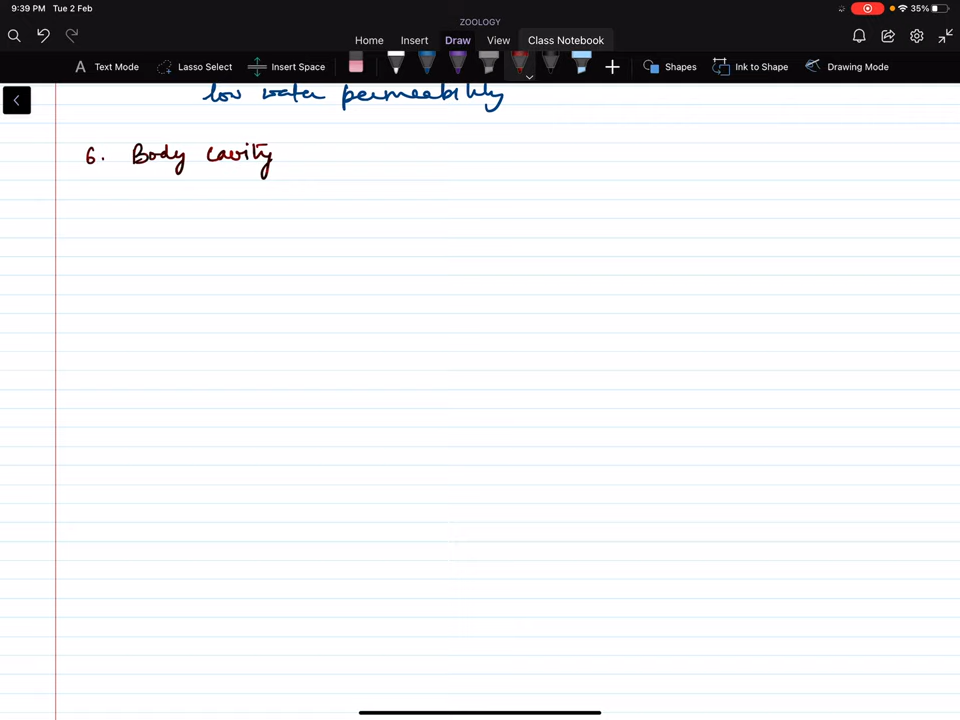 9:39 PM Tue 2 Feb
35%
ZOOLOGY
Home Insert Draw View Class Notebook
Text Mode Lasso Select Insert Space Shapes Ink to Shape Drawing Mode
low water permeability
6. Body cavity